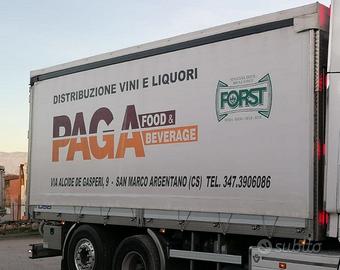 DISTRIBUZIONE VINI E LIQUORI
PAGA FOOD &
BEVERAGE
FORST
VIA ALCIDE DE GASPERI, 9 - SAN MARCO ARGENTANO (CS) TEL. 347.3906086
subito